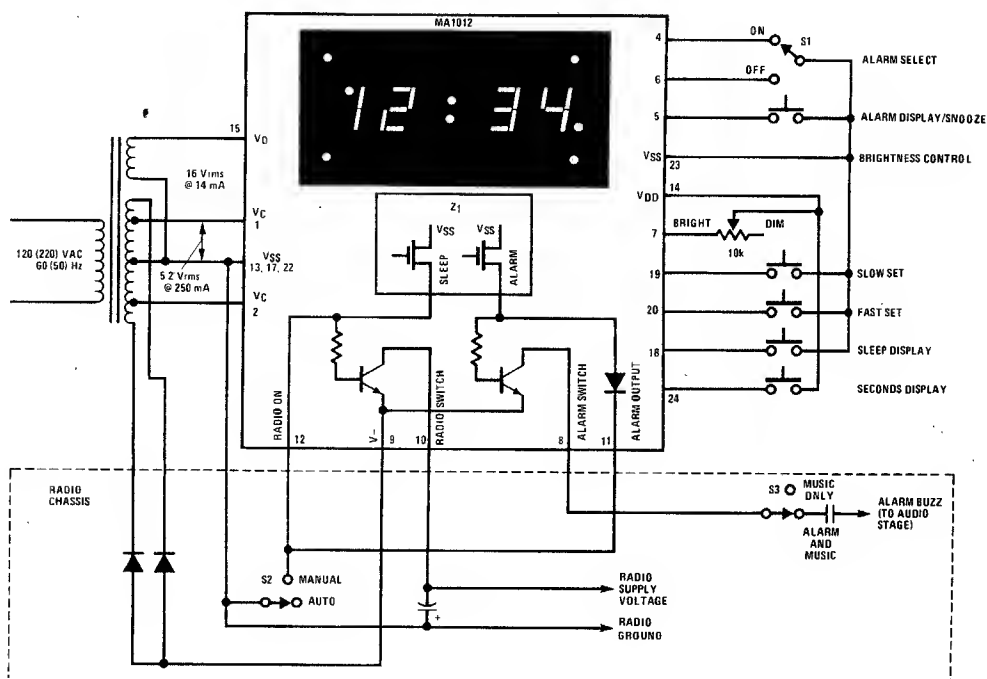 MA1012
12 : 34
4
ON
S1
ALARM SELECT
6
OFF
5
ALARM DISPLAY/SNOOZE
VSS
23
BRIGHTNESS CONTROL
14
VDD
7
BRIGHT
DIM
10k
19
SLOW SET
20
FAST SET
18
SLEEP DISPLAY
24
SECONDS DISPLAY
15
VD
16 Vrms
@ 14 mA
VC
1
VSS
13, 17, 22
120 (220) VAC
60 (50) Hz
5 2 Vrms
@ 250 mA
VC
2
Z1
VSS
VSS
SLEEP
ALARM
RADIO ON
12
V-
9
RADIO SWITCH
10
ALARM SWITCH
8
ALARM OUTPUT
11
RADIO
CHASSIS
S3
MUSIC
ONLY
ALARM
AND
MUSIC
ALARM BUZZ
(TO AUDIO
STAGE)
S2
MANUAL
AUTO
+
RADIO
SUPPLY
VOLTAGE
RADIO
GROUND